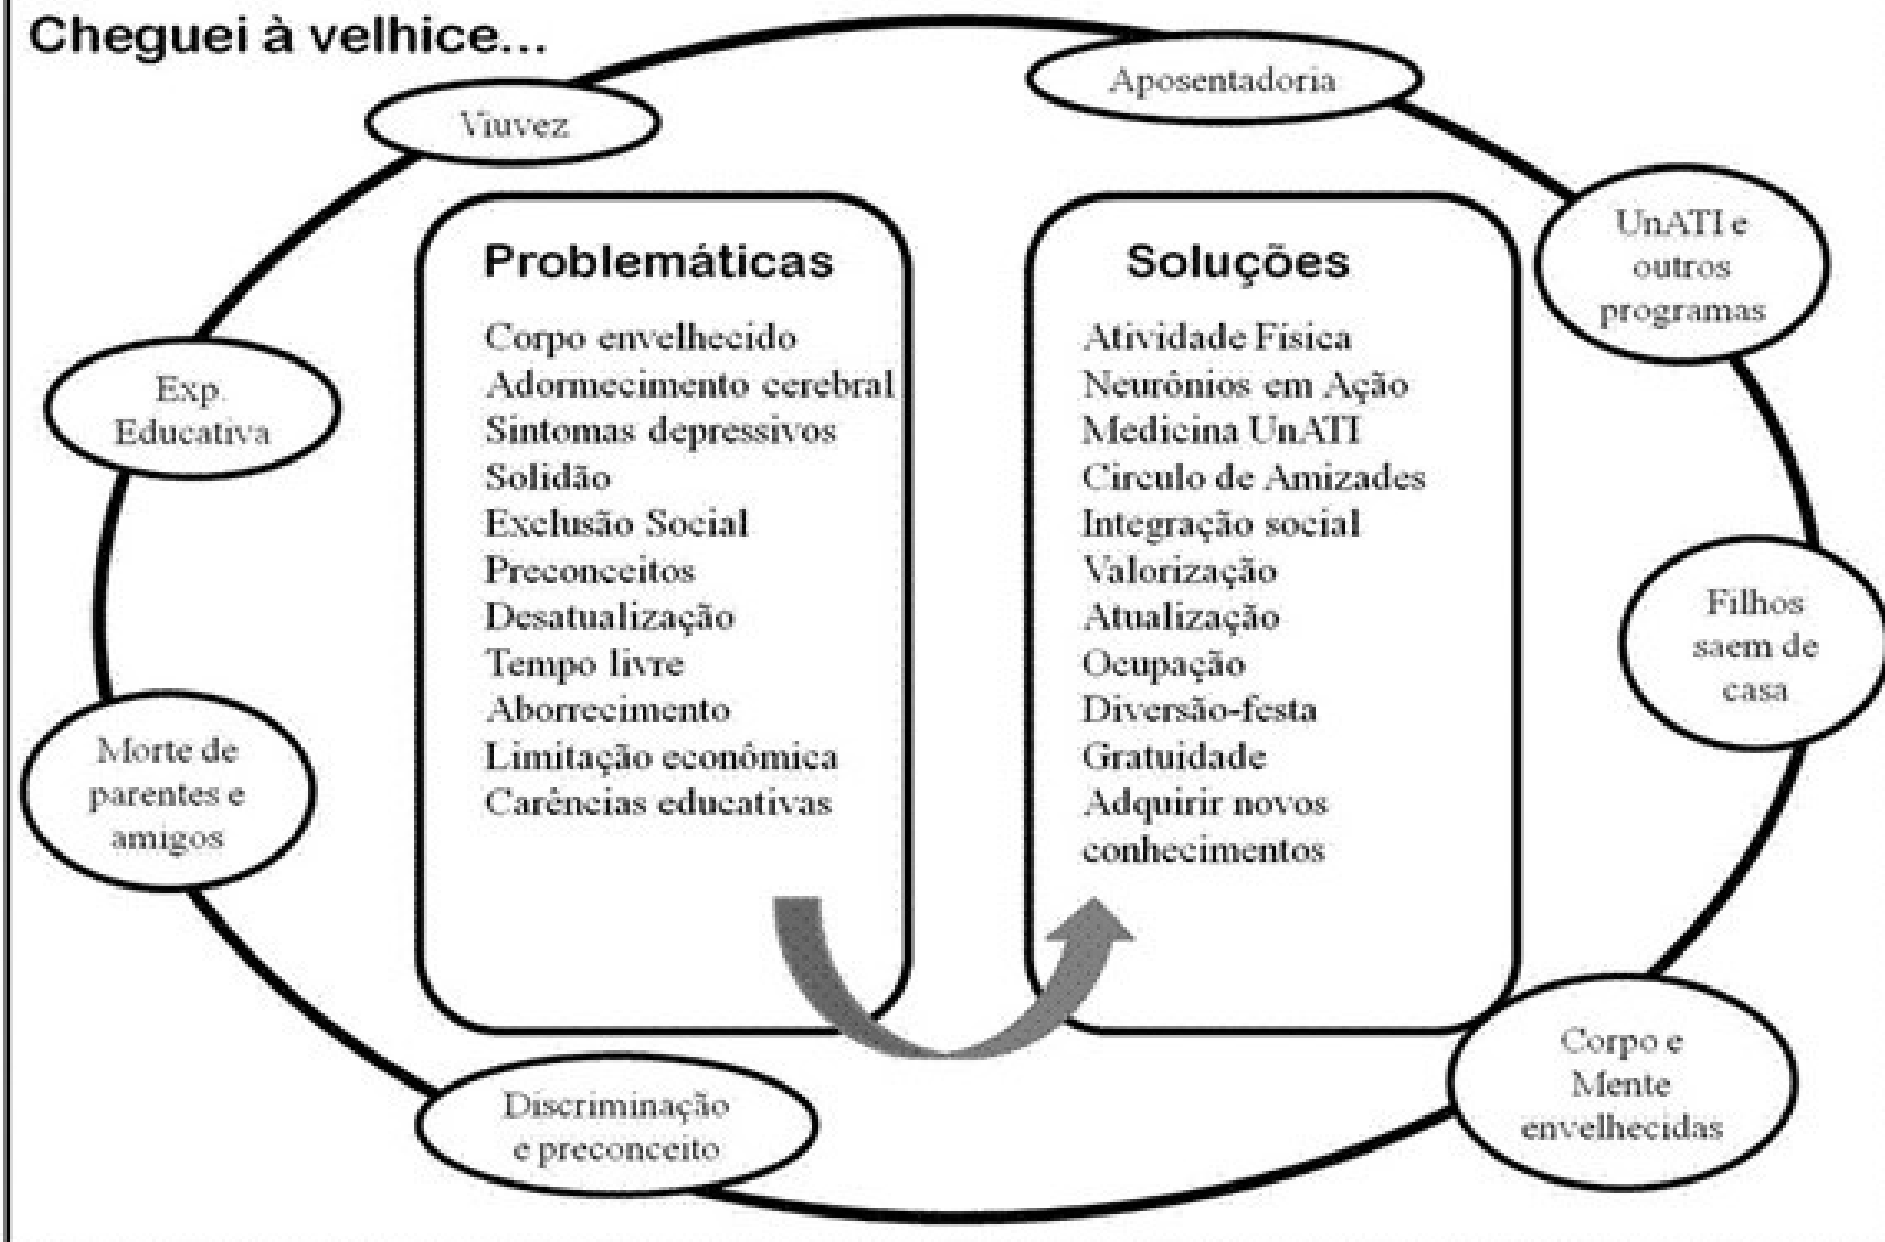 Cheguei à velhice...
Viuvez
Aposentadoria
UnATI e
outros
programas
Exp.
Educativa
Problemáticas
Corpo envelhecido
Adormecimento cerebral
Sintomas depressivos
Solidão
Exclusão Social
Preconceitos
Desatualização
Tempo livre
Aborrecimento
Limitação econômica
Carências educativas
Soluções
Atividade Física
Neurônios em Ação
Medicina UnATI
Circulo de Amizades
Integração social
Valorização
Atualização
Ocupação
Diversão-festa
Gratuidade
Adquirir novos
conhecimentos
Filhos
saem de
casa
Morte de
parentes e
amigos
Corpo e
Mente
envelhecidas
Discriminação
e preconceito